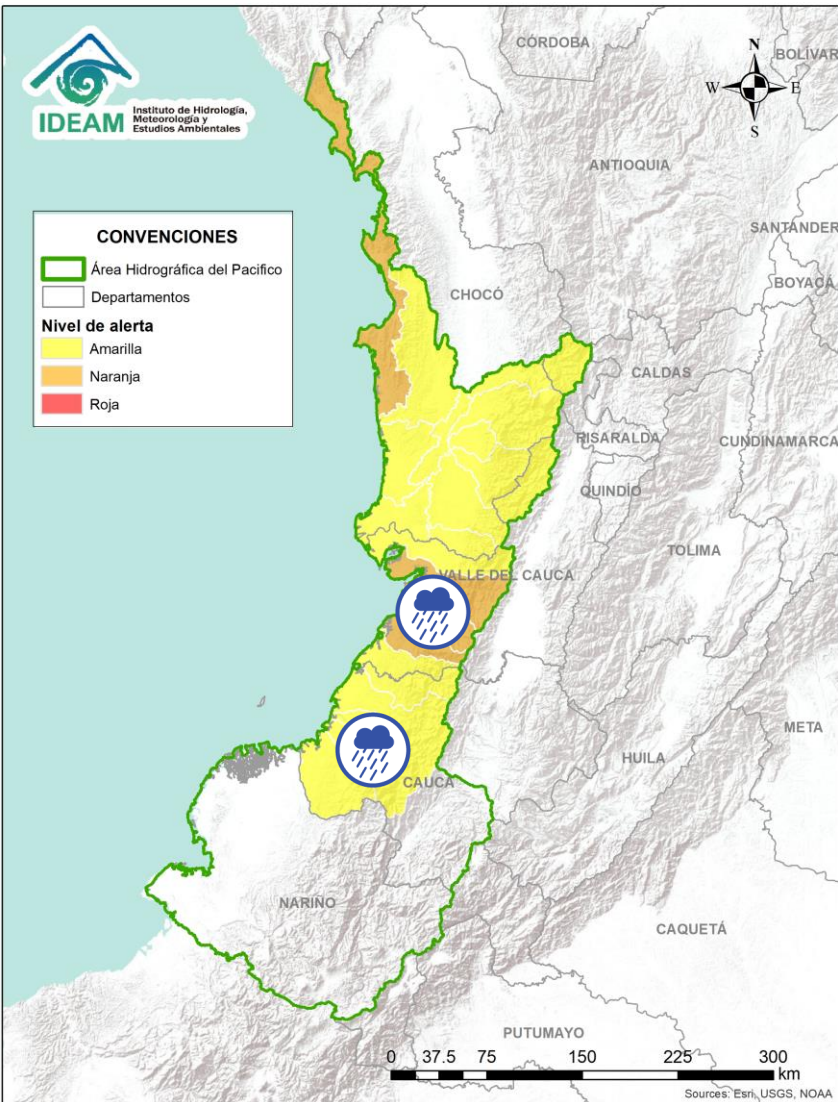 IDEAM
Instituto de Hidrología,
Meteorología y
Estudios Ambientales
CÓRDOBA
BOLÍVAR
N
W
E
S
ANTIOQUIA
SANTANDER
BOYACÁ
CONVENCIONES
Área Hidrográfica del Pacifico
Departamentos
Nivel de alerta
Amarilla
Naranja
Roja
CHOCÓ
CALDAS
RISARALDA
CUNDINAMARCA
QUINDÍO
TOLIMA
VALLE DEL CAUCA
META
HUILA
CAUCA
NARIÑO
CAQUETÁ
PUTUMAYO
0 37.5 75 150 225 300
km
Sources: Esri, USGS, NOAA